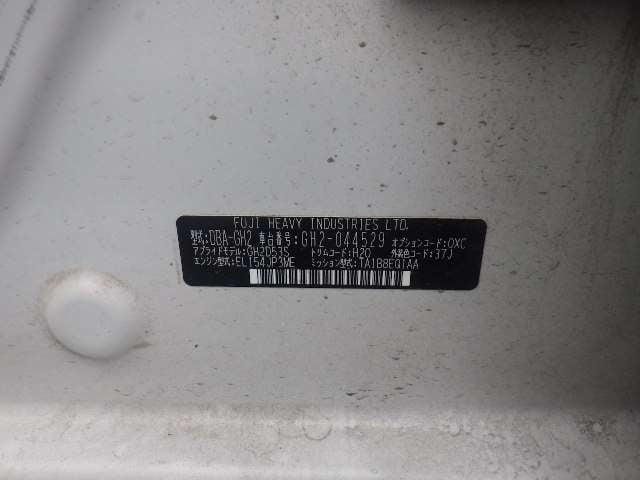 FUJI HEAVY INDUSTRIES LTD.
型式: DBA-GH2 車台番号: GH2-044529 オプションコード: OXC
アプライドモデル: GH2D53S トリムコード: H20 外装色コード: 37J
エンジン型式: EL154JP3ME ミッション型式: TA1B8EQ1AA